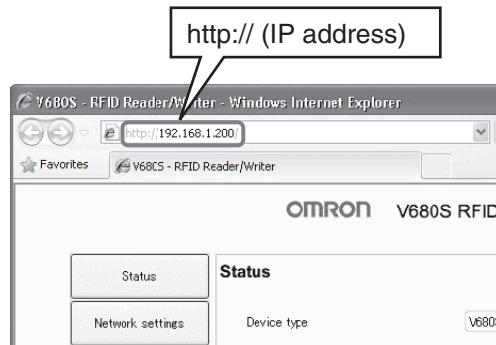 http:// (IP address)
V680S - RFID Reader/Writer - Windows Internet Explorer
http://192.168.1.200/
Favorites V680S - RFID Reader/Writer
OMRON V680S RFID
Status Status
Network settings Device type V680S